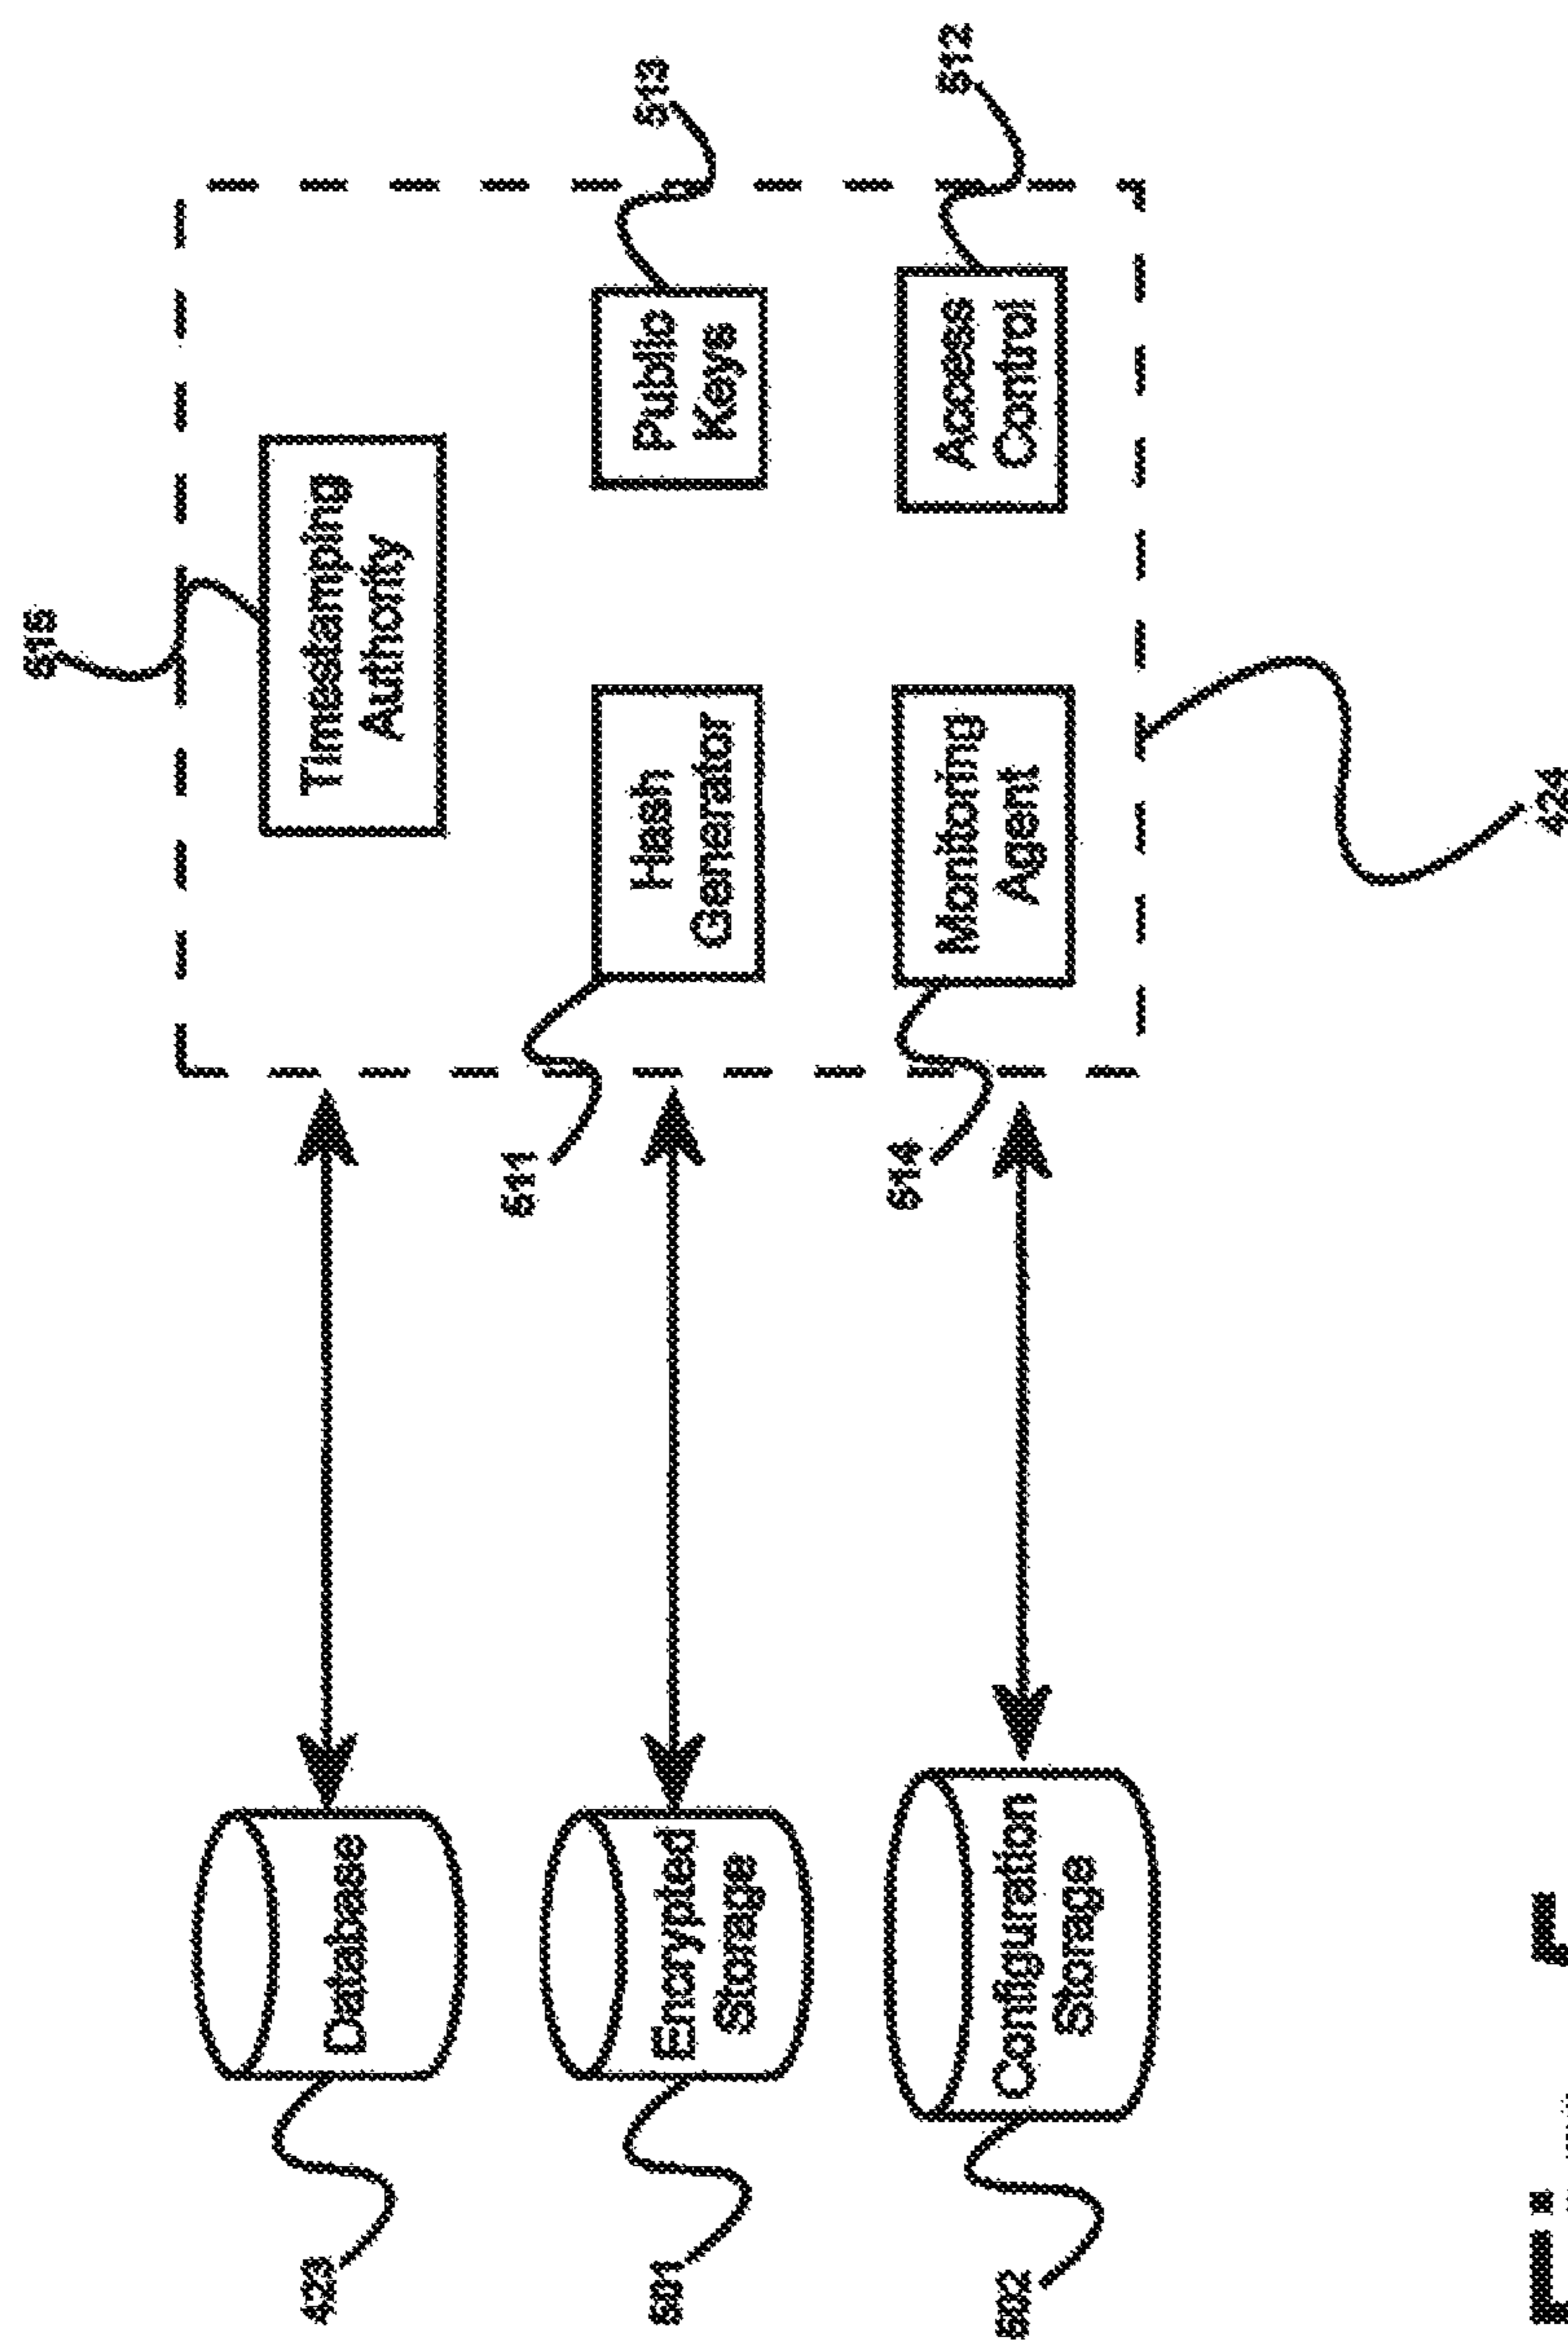 515
Timestamping
Authority
Database
423
513
Public
Keys
Hash
Generator
511
Encrypted
Storage
501
512
Access
Control
Monitoring
Agent
514
Configuration
Storage
502
424